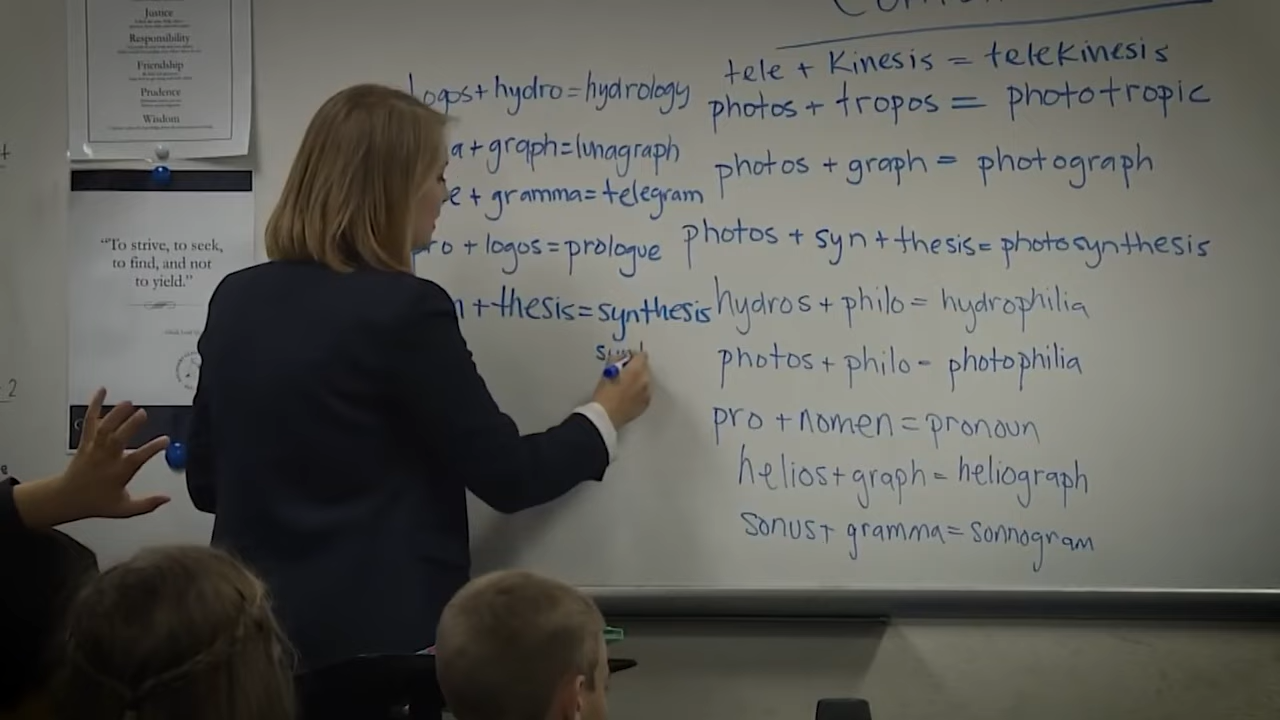 Justice
Responsibility
Friendship
Prudence
Wisdom
"To strive, to seek,
to find, and not
to yield."
2
logos + hydro = hydrology
a + graph = lunagraph
e + gramma = telegram
pro + logos = prologue
n + thesis = synthesis
tele + Kinesis = telekinesis
photos + tropos = phototropic
photos + graph = photograph
photos + syn + thesis = photosynthesis
hydros + philo = hydrophilia
photos + philo - photophilia
pro + nomen = pronoun
helios + graph = heliograph
sonus + gramma = sonnogram